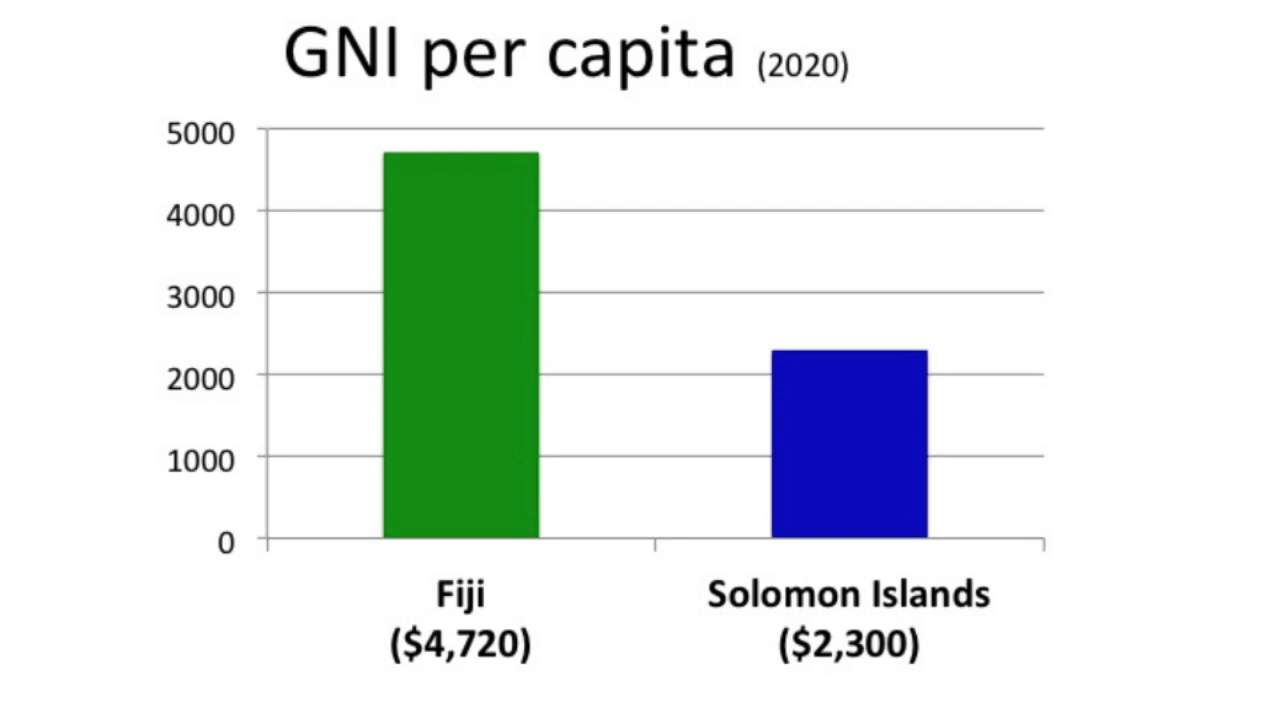 GNI per capita (2020)
5000
4000
3000
2000
1000
0
Fiji
($4,720)
Solomon Islands
($2,300)